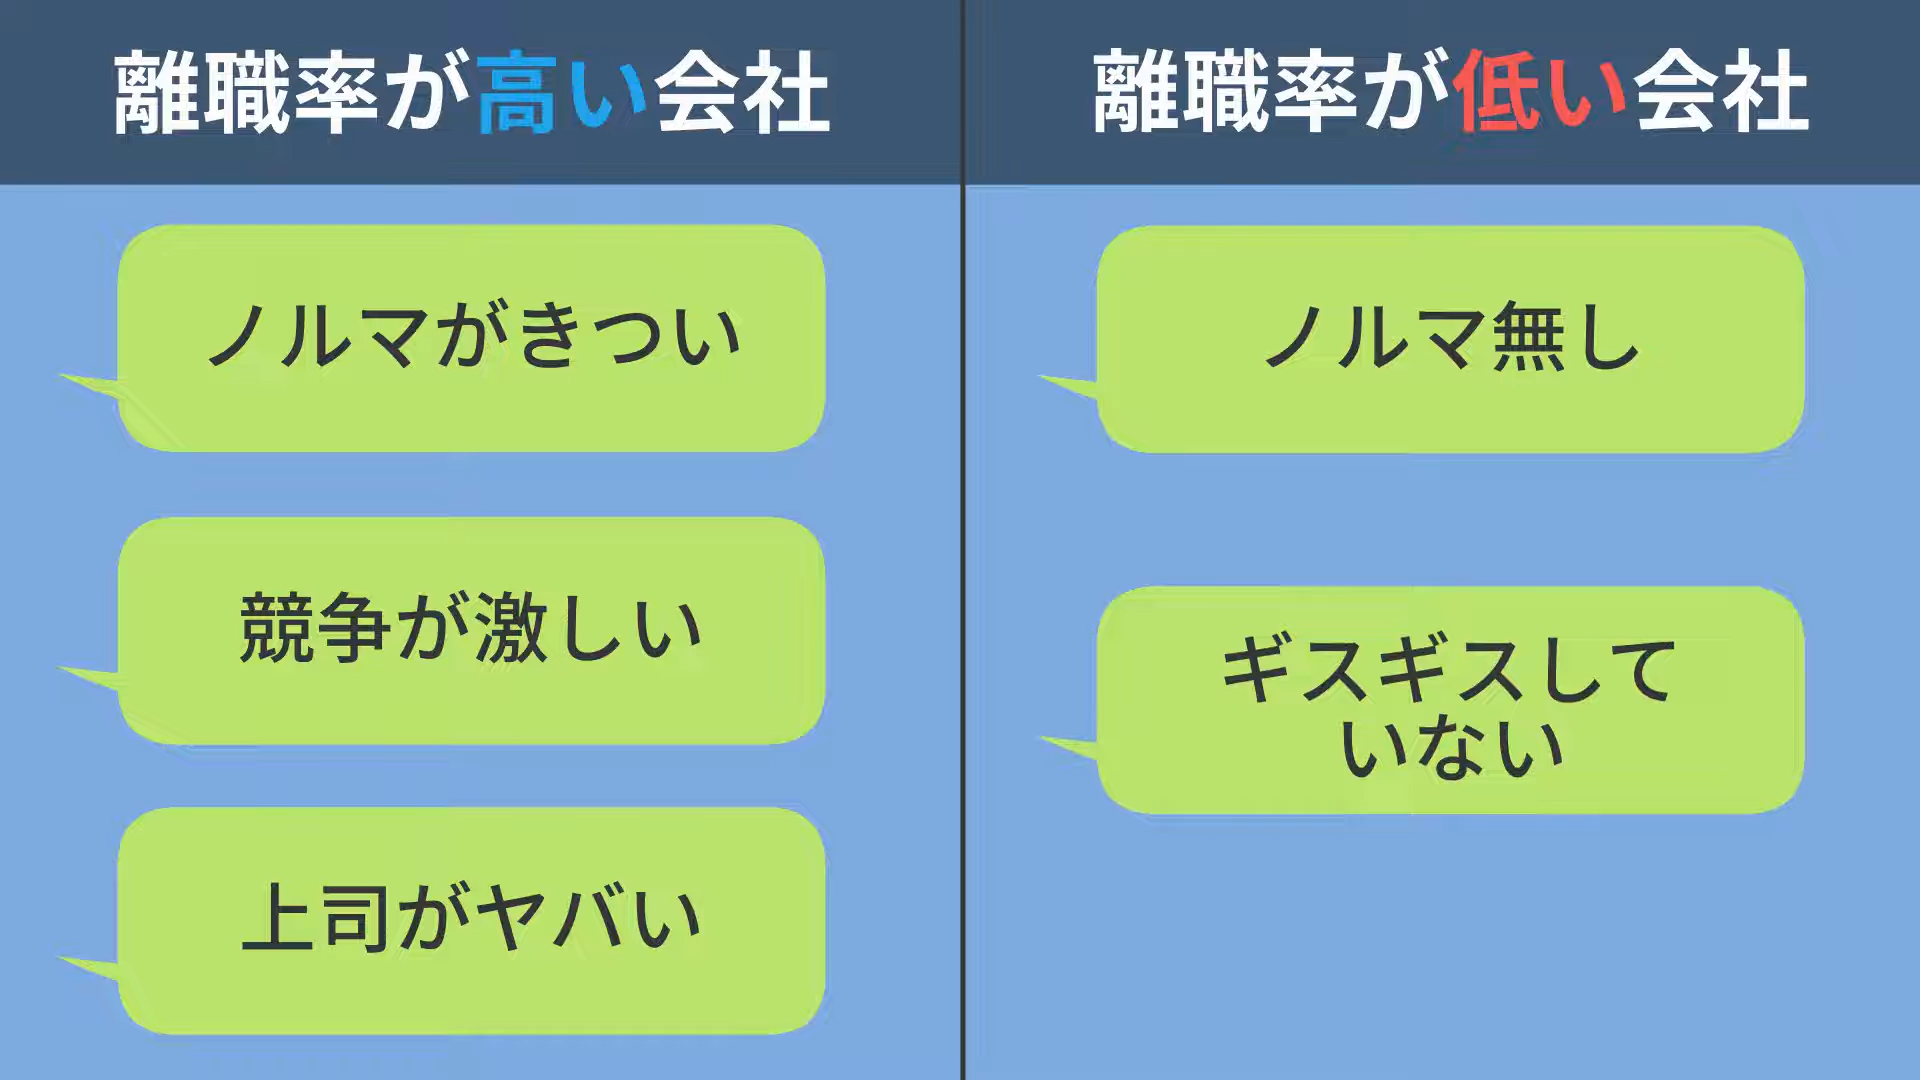 離職率が高い会社
ノルマがきつい
競争が激しい
上司がヤバい
離職率が低い会社
ノルマ無し
ギスギスして
いない